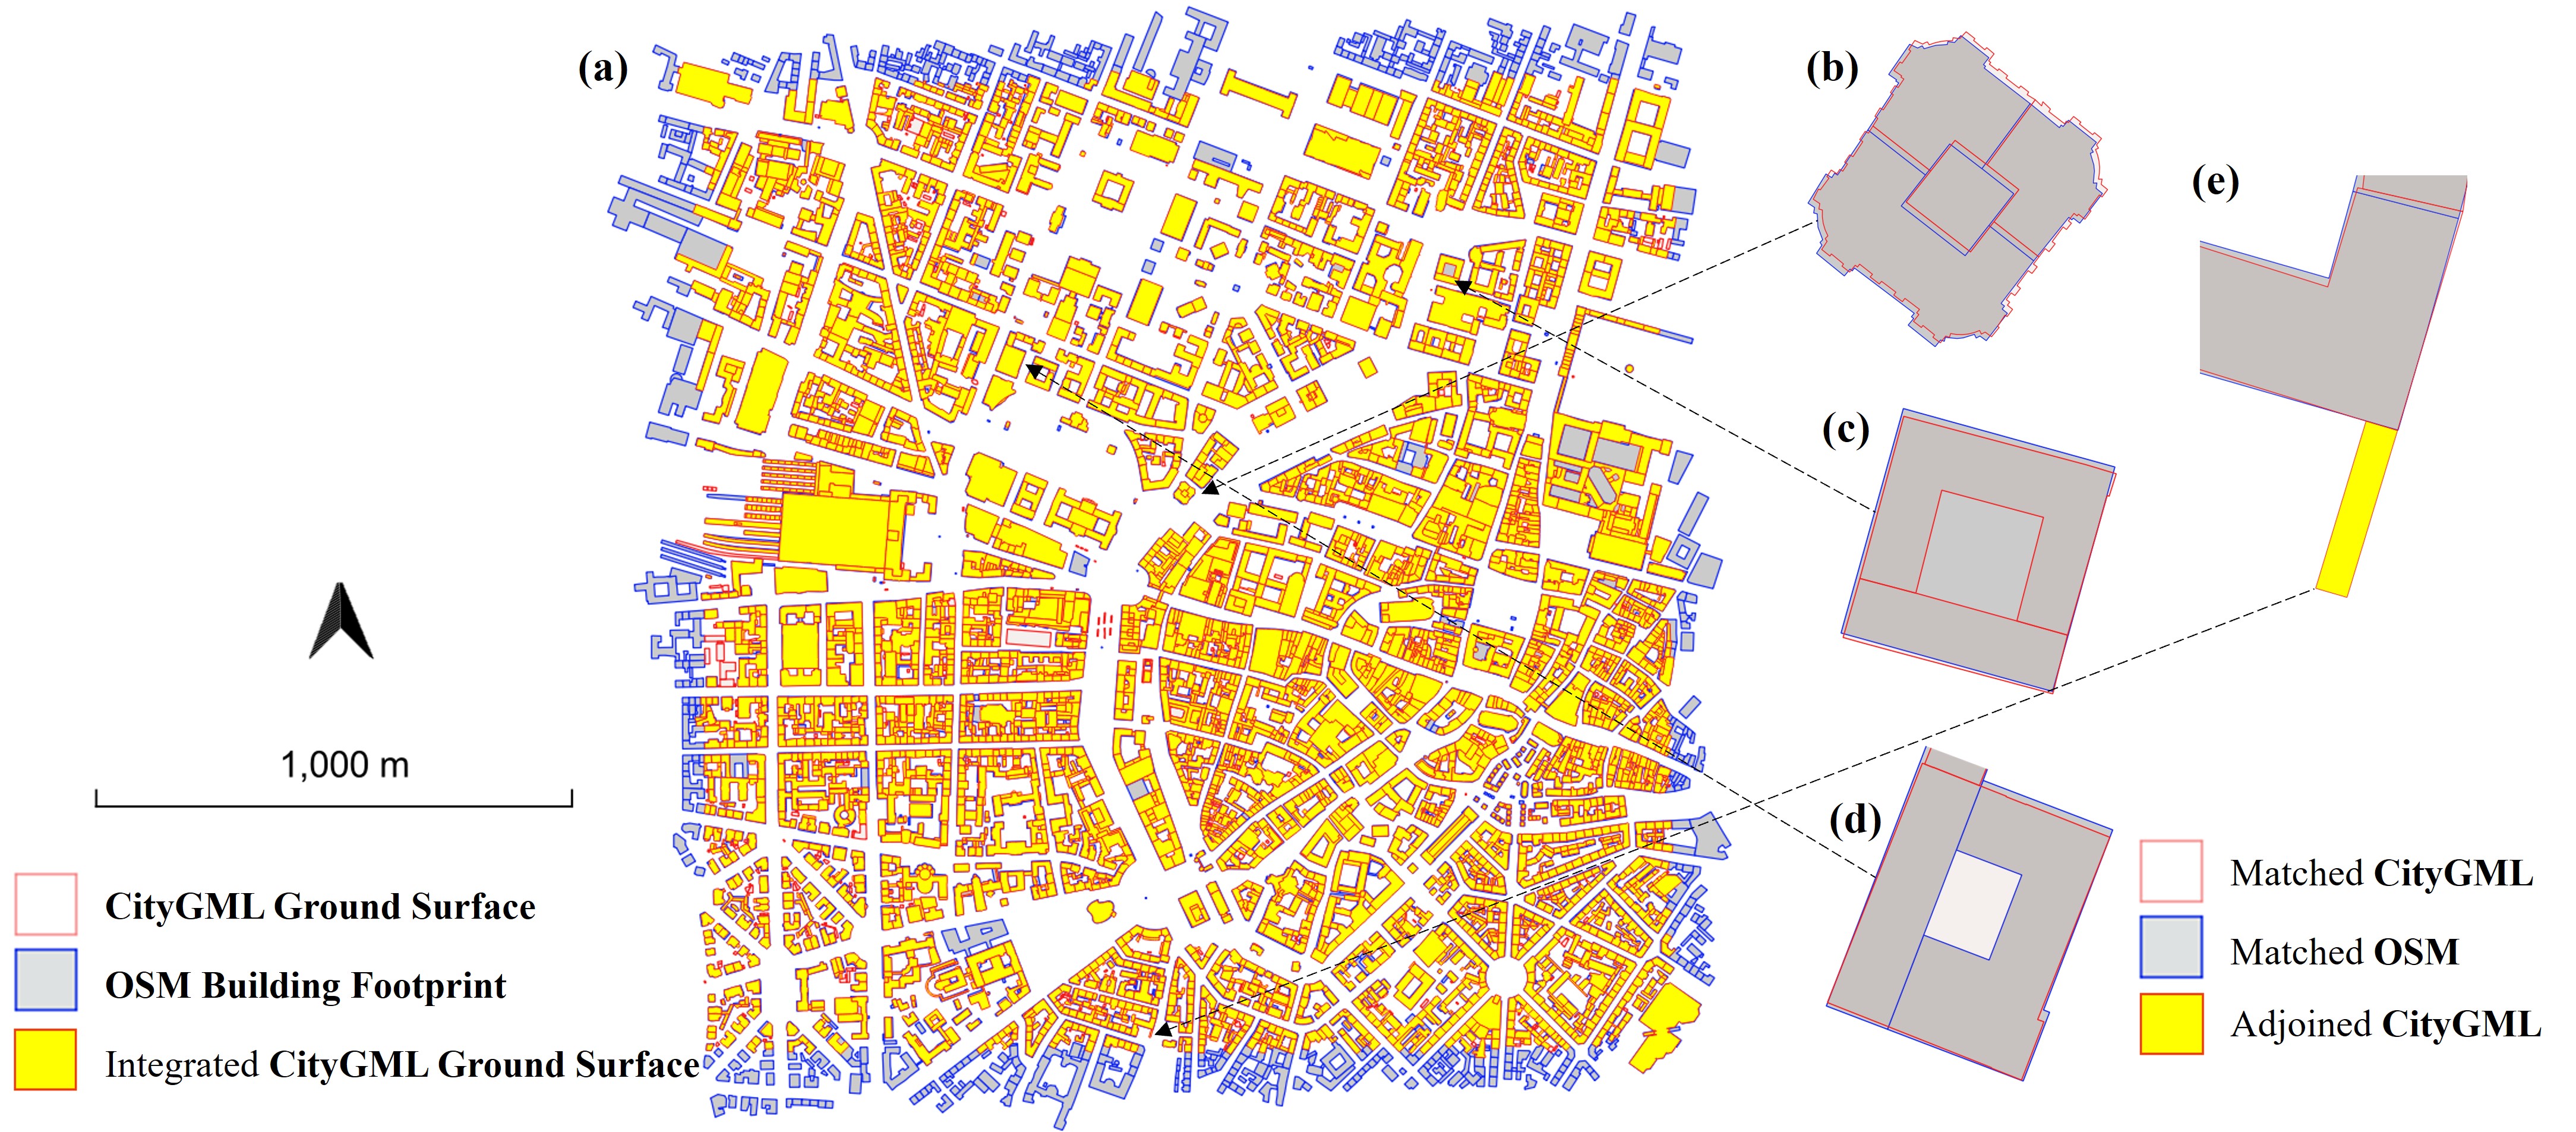 (a)
(b)
(e)
(c)
(d)
1,000 m
CityGML Ground Surface
OSM Building Footprint
Integrated CityGML Ground Surface
Matched CityGML
Matched OSM
Adjoined CityGML